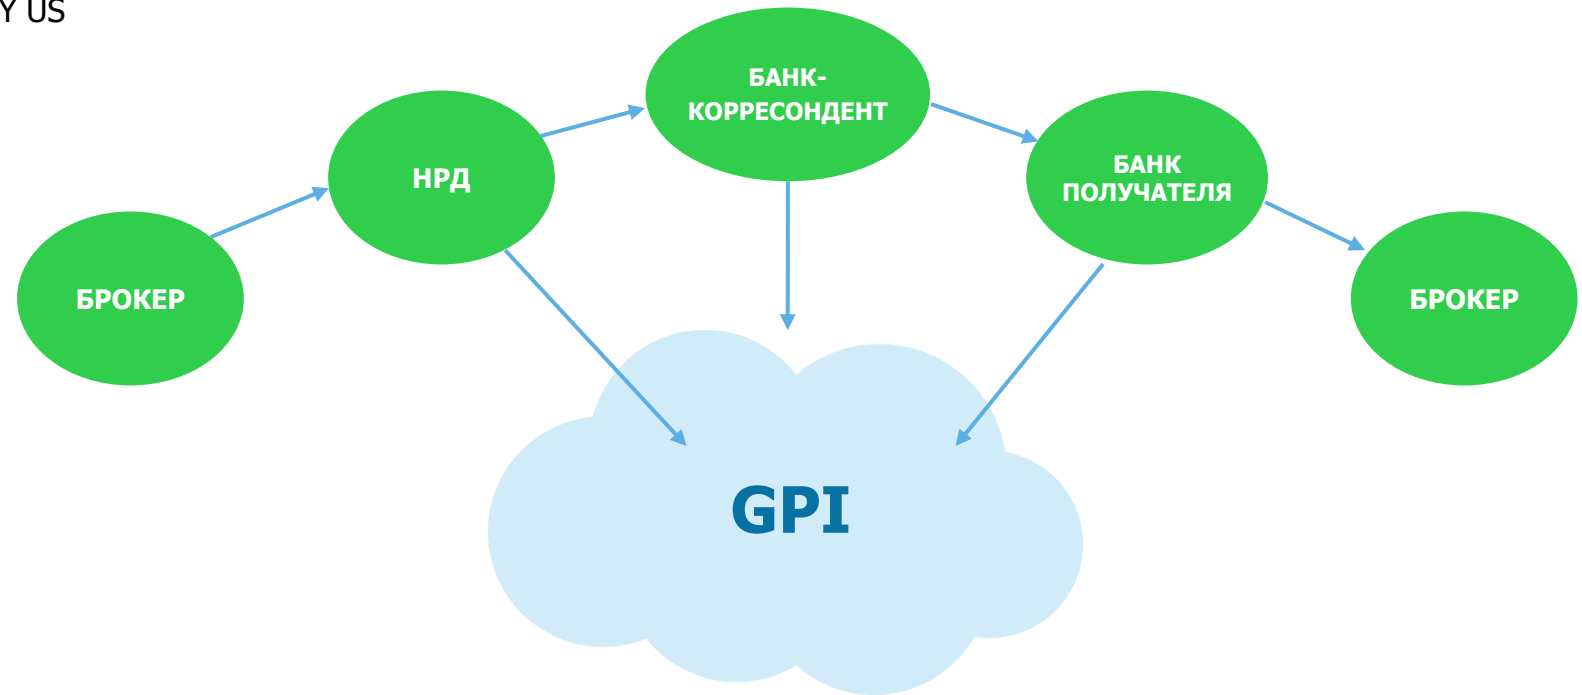 Y US
БАНК-
КОРРЕСОНДЕНТ
НРД
БАНК
ПОЛУЧАТЕЛЯ
БРОКЕР
БРОКЕР
GPI